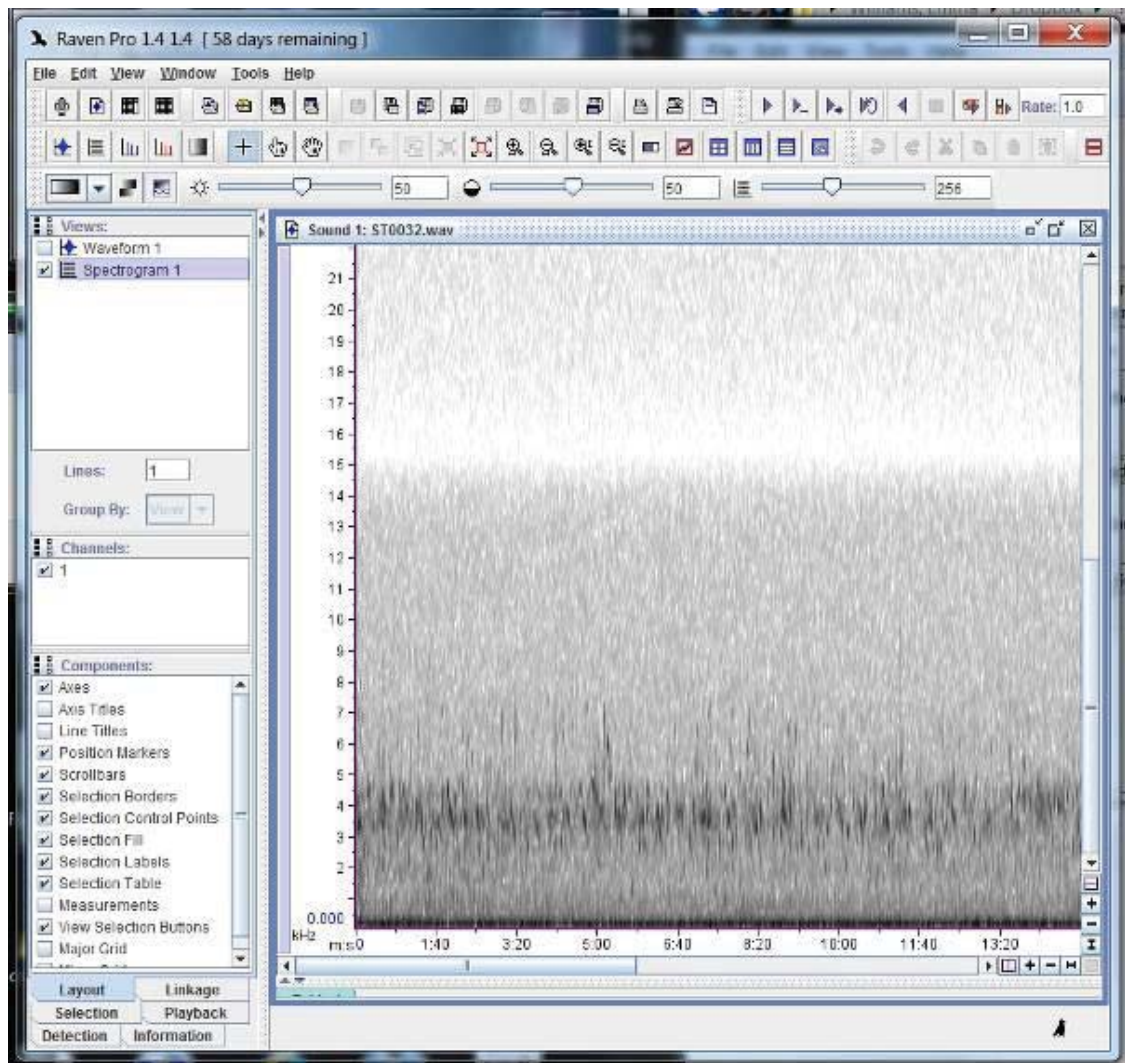 Raven Pro 1.4 1.4 [ 58 days remaining ]
File Edit View Window Tools Help
Rate: 1.0
50 50 256
Views:
Waveform 1
Spectrogram 1
Lines: 1
Group By: View
Channels:
1
Components:
Axes
Axis Titles
Line Titles
Position Markers
Scrollbars
Selection Borders
Selection Control Points
Selection Fill
Selection Labels
Selection Table
Measurements
View Selection Buttons
Major Grid
Layout Linkage
Selection Playback
Detection Information
Sound 1: ST0032.wav
21
20
19
18
17
16
15
14
13
12
11
10
9
8
7
6
5
4
3
2
0.000
kHz
m:s 0 1:40 3:20 5:00 6:40 8:20 10:00 11:40 13:20